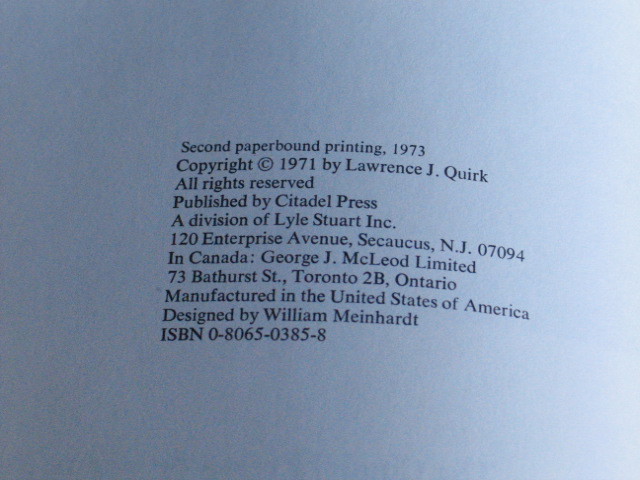 Second paperbound printing, 1973
Copyright © 1971 by Lawrence J. Quirk
All rights reserved
Published by Citadel Press
A division of Lyle Stuart Inc.
120 Enterprise Avenue, Secaucus, N.J. 07094
In Canada: George J. McLeod Limited
73 Bathurst St., Toronto 2B, Ontario
Manufactured in the United States of America
Designed by William Meinhardt
ISBN 0-8065-0385-8